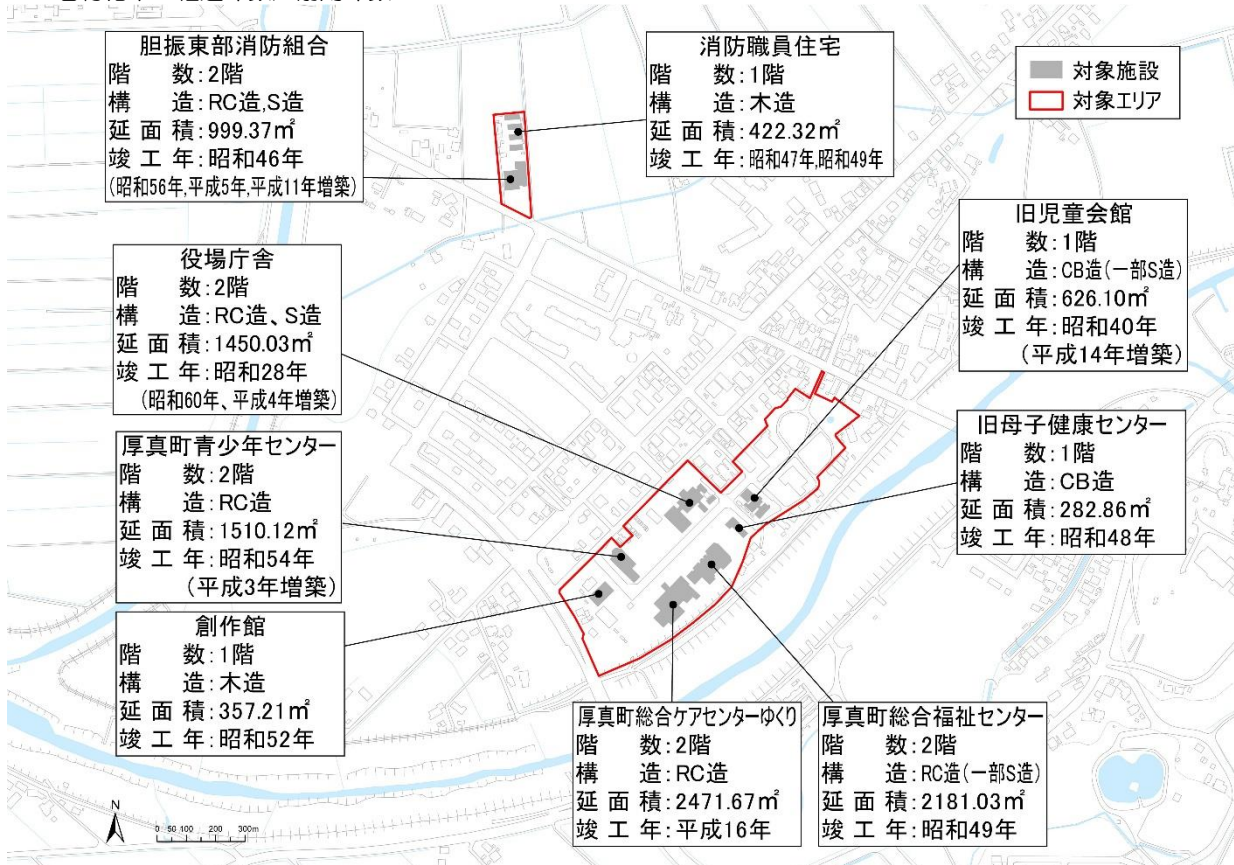 胆振東部消防組合
階　　数:2階
構　　造:RC造,S造
延 面 積:999.37㎡
竣 工 年:昭和46年
(昭和56年,平成5年,平成11年増築)
消防職員住宅
階　　数:1階
構　　造:木造
延 面 積:422.32㎡
竣 工 年:昭和47年,昭和49年
対象施設
対象エリア
役場庁舎
階　　数:2階
構　　造:RC造、S造
延 面 積:1450.03㎡
竣 工 年:昭和28年
(昭和60年、平成4年増築)
旧児童会館
階　　数:1階
構　　造:CB造(一部S造)
延 面 積:626.10㎡
竣 工 年:昭和40年
(平成14年増築)
厚真町青少年センター
階　　数:2階
構　　造:RC造
延 面 積:1510.12㎡
竣 工 年:昭和54年
(平成3年増築)
旧母子健康センター
階　　数:1階
構　　造:CB造
延 面 積:282.86㎡
竣 工 年:昭和48年
創作館
階　　数:1階
構　　造:木造
延 面 積:357.21㎡
竣 工 年:昭和52年
厚真町総合ケアセンターゆくり
階　　数:2階
構　　造:RC造
延 面 積:2471.67㎡
竣 工 年:平成16年
厚真町総合福祉センター
階　　数:2階
構　　造:RC造(一部S造)
延 面 積:2181.03㎡
竣 工 年:昭和49年
N
0 50 100 200 300m